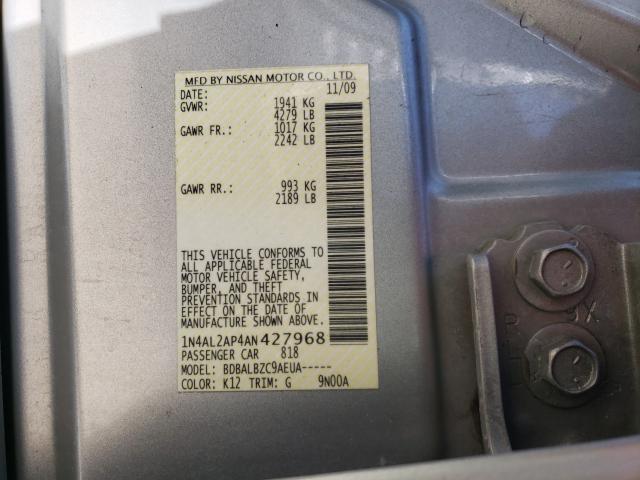 MFD BY NISSAN MOTOR CO., LTD.
DATE: 11/09
GVWR: 1941 KG
4279 LB
GAWR FR.: 1017 KG
2242 LB
GAWR RR.: 993 KG
2189 LB
THIS VEHICLE CONFORMS TO
ALL APPLICABLE FEDERAL
MOTOR VEHICLE SAFETY,
BUMPER, AND THEFT
PREVENTION STANDARDS IN
EFFECT ON THE DATE OF
MANUFACTURE SHOWN ABOVE.
1N4AL2AP4AN427968
PASSENGER CAR 818
MODEL: BDBALBZC9AEUA-----
COLOR: K12 TRIM: G 9N00A